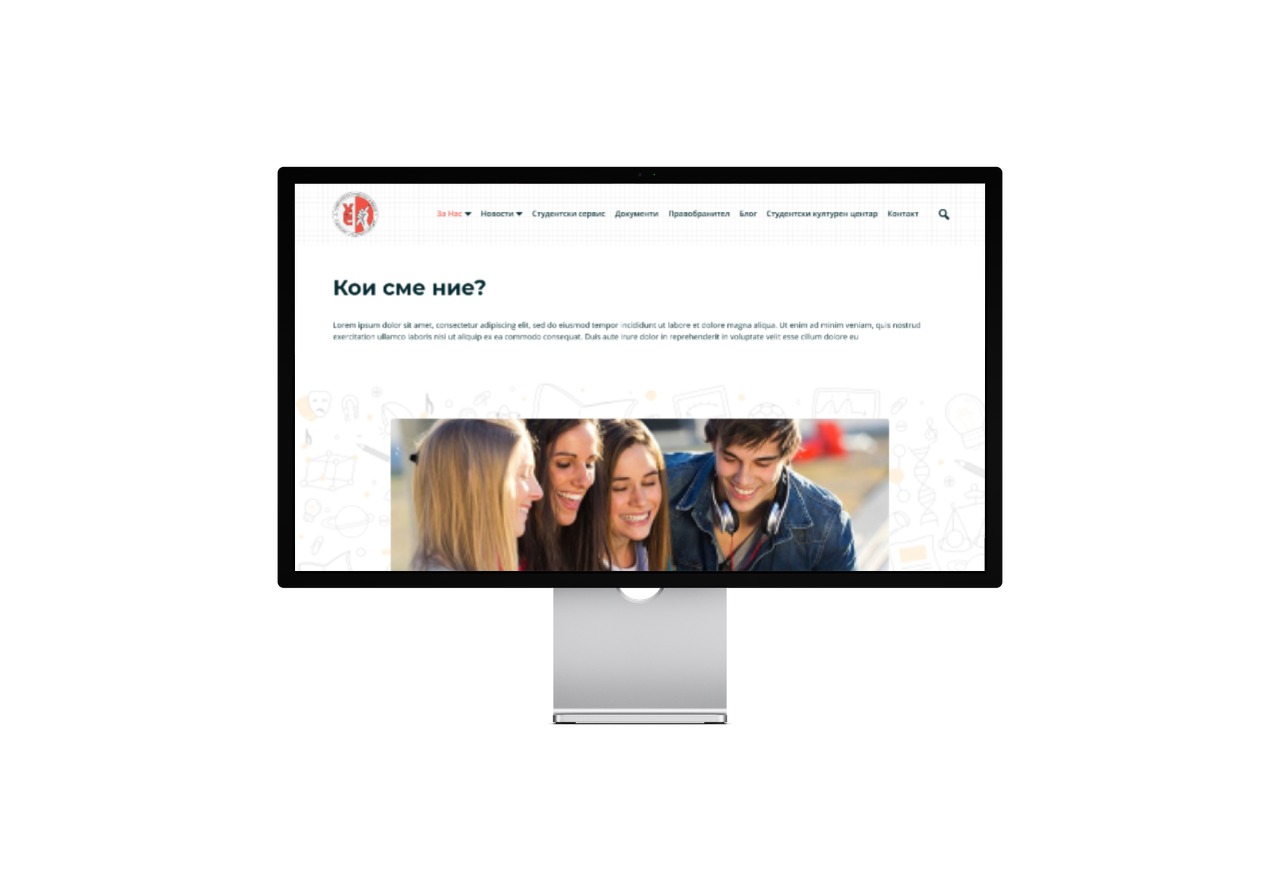 За Нас Новости Студентски сервис Документи Правобранител Блог Студентски културен центар Контакт
Кои сме ние?
Lorem ipsum dolor sit amet, consectetur adipiscing elit, sed do eiusmod tempor incididunt ut labore et dolore magna aliqua. Ut enim ad minim veniam, quis nostrud
exercitation ullamco laboris nisi ut aliquip ex ea commodo consequat. Duis aute irure dolor in reprehenderit in voluptate velit esse cillum dolore eu